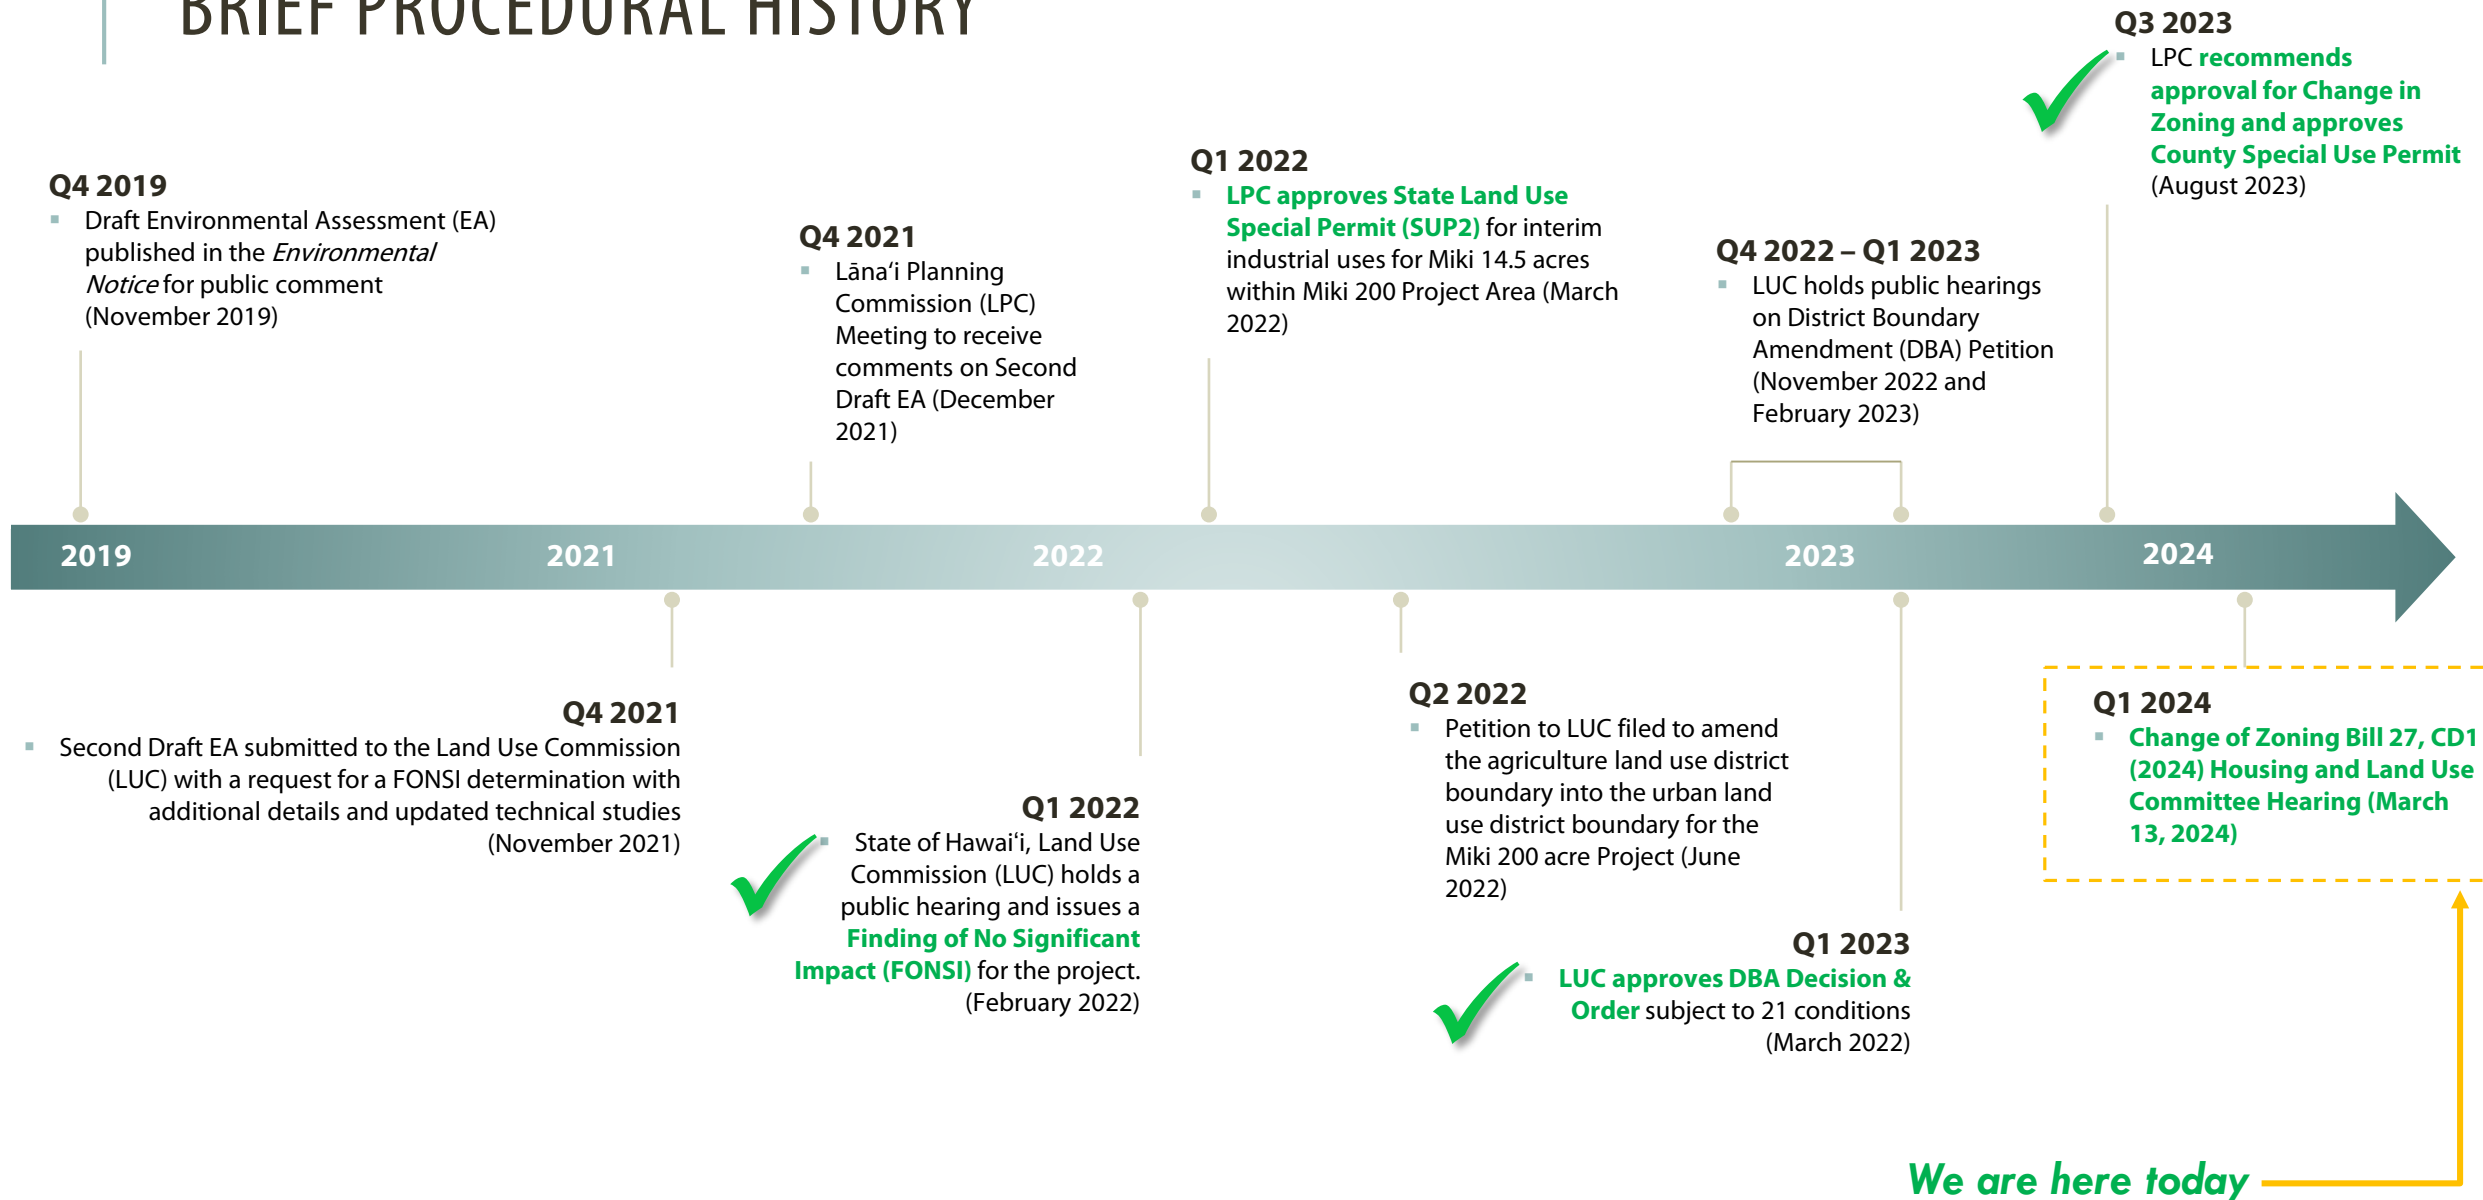 BRIEF PROCEDURAL HISTORY
Q4 2019
▪ Draft Environmental Assessment (EA)
published in the Environmental
Notice for public comment
(November 2019)
Q4 2021
▪ Lānaʻi Planning
Commission (LPC)
Meeting to receive
comments on Second
Draft EA (December
2021)
Q1 2022
▪ LPC approves State Land Use
Special Permit (SUP2) for interim
industrial uses for Miki 14.5 acres
within Miki 200 Project Area (March
2022)
Q4 2022 – Q1 2023
▪ LUC holds public hearings
on District Boundary
Amendment (DBA) Petition
(November 2022 and
February 2023)
Q3 2023
▪ LPC recommends
approval for Change in
Zoning and approves
County Special Use Permit
(August 2023)
2019
2021
2022
2023
2024
Q4 2021
▪ Second Draft EA submitted to the Land Use Commission
(LUC) with a request for a FONSI determination with
additional details and updated technical studies
(November 2021)
Q1 2022
▪ State of Hawaiʻi, Land Use
Commission (LUC) holds a
public hearing and issues a
Finding of No Significant
Impact (FONSI) for the project.
(February 2022)
Q2 2022
▪ Petition to LUC filed to amend
the agriculture land use district
boundary into the urban land
use district boundary for the
Miki 200 acre Project (June
2022)
Q1 2023
▪ LUC approves DBA Decision &
Order subject to 21 conditions
(March 2022)
Q1 2024
▪ Change of Zoning Bill 27, CD1
(2024) Housing and Land Use
Committee Hearing (March
13, 2024)
We are here today